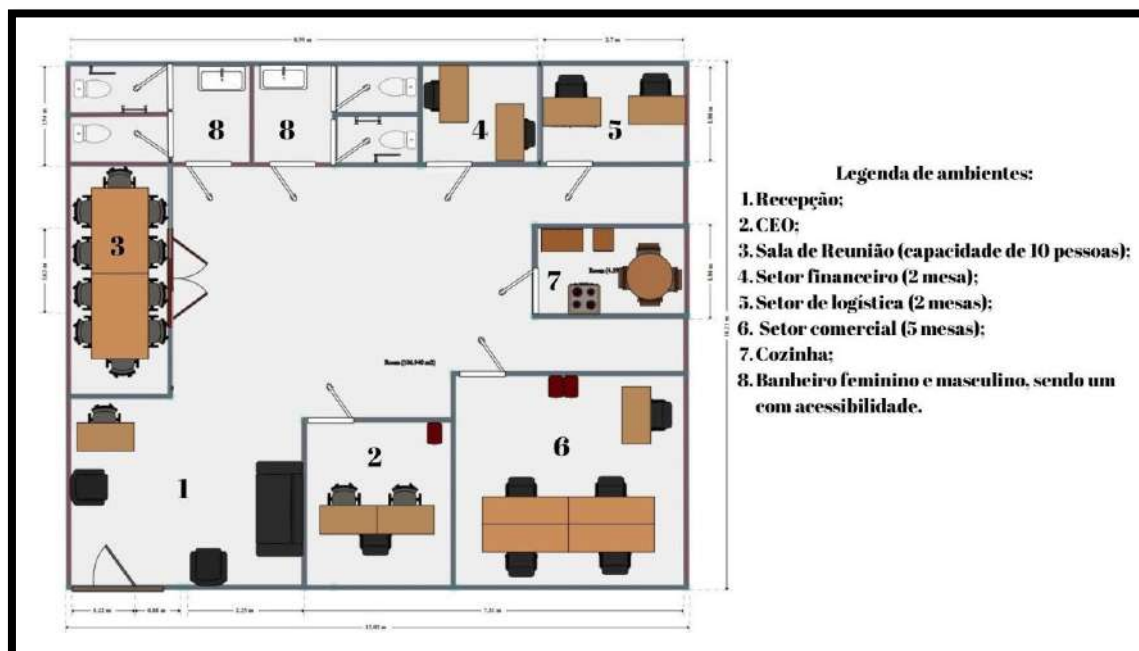 2.7 m
8
8
4
5
3
7
1
2
6
Legenda de ambientes:
1. Recepção;
2. CEO;
3. Sala de Reunião (capacidade de 10 pessoas);
4. Setor financeiro (2 mesa);
5. Setor de logística (2 mesas);
6. Setor comercial (5 mesas);
7. Cozinha;
8. Banheiro feminino e masculino, sendo um
com acessibilidade.